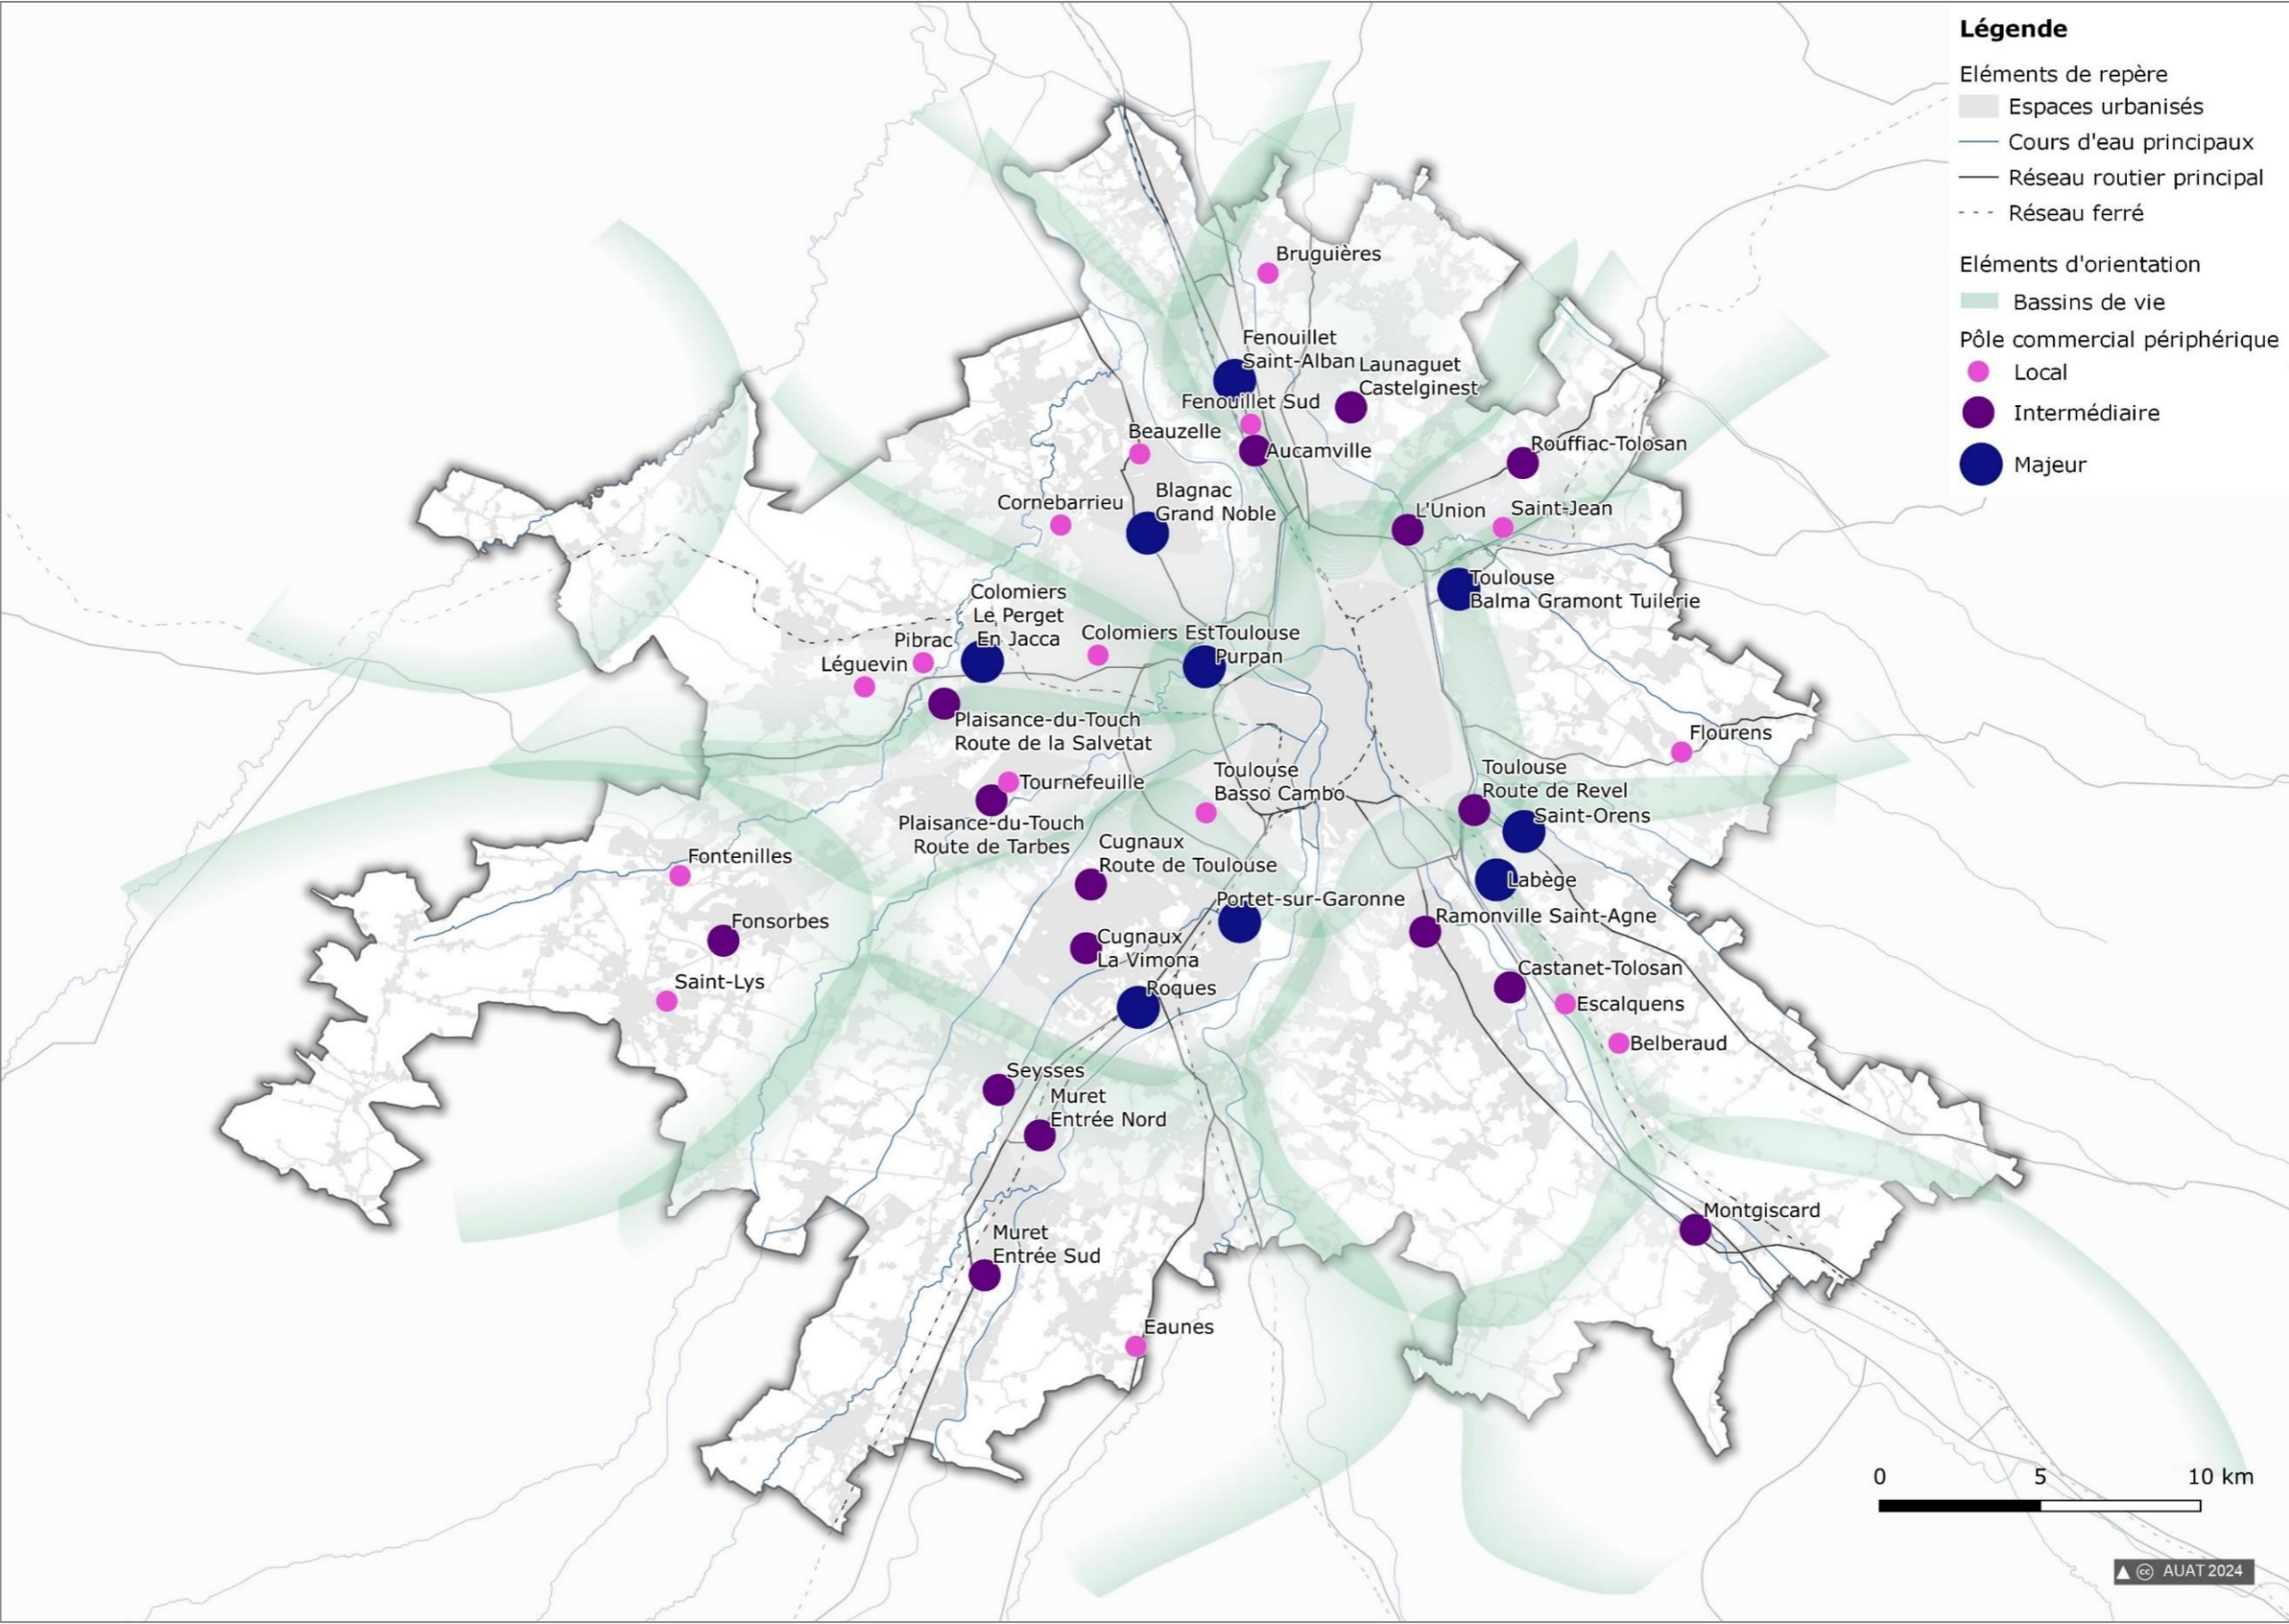 Légende
Eléments de repère
Espaces urbanisés
Cours d'eau principaux
Réseau routier principal
Réseau ferré
Eléments d'orientation
Bassins de vie
Pôle commercial périphérique
Local
Intermédiaire
Majeur
Bruguières
Fenouillet
Saint-Alban
Launaguet
Castelginest
Fenouillet Sud
Beauzelle
Aucamville
Rouffiac-Tolosan
Cornebarrieu
Blagnac
Grand Noble
L'Union
Saint-Jean
Toulouse
Balma Gramont Tuilerie
Colomiers
Le Perget
En Jacca
Pibrac
Léguevin
Colomiers Est
Toulouse
Purpan
Plaisance-du-Touch
Route de la Salvetat
Flourens
Tournefeuille
Toulouse
Basso Cambo
Toulouse
Route de Revel
Saint-Orens
Plaisance-du-Touch
Route de Tarbes
Cugnaux
Route de Toulouse
Fontenilles
Labège
Portet-sur-Garonne
Ramonville Saint-Agne
Fonsorbes
Cugnaux
La Vimona
Castanet-Tolosan
Saint-Lys
Roques
Escalquens
Belberaud
Seysses
Muret
Entrée Nord
Montgiscard
Muret
Entrée Sud
Eaunes
0 5 10 km
cc AUAT 2024